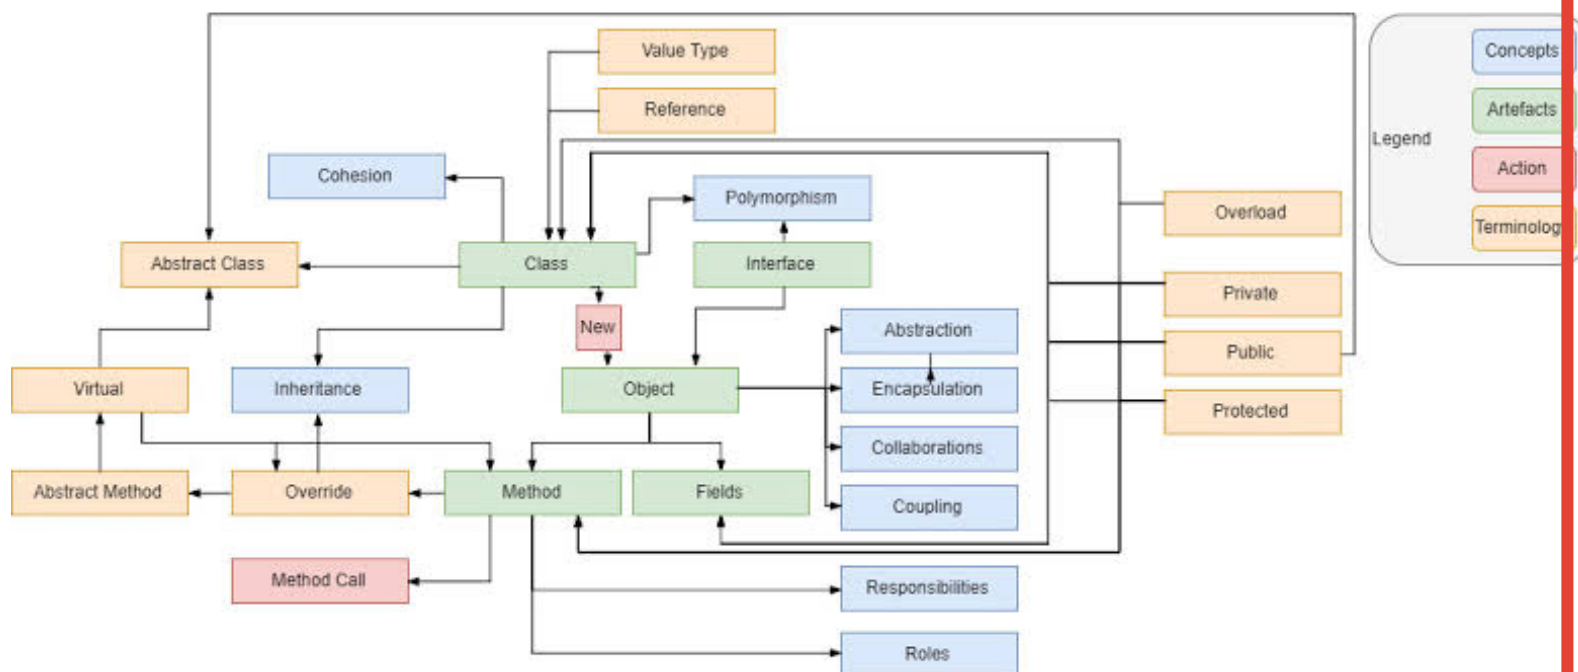 Value Type
Concepts
Reference
Artefacts
Legend
Cohesion
Action
Polymorphism
Overload
Terminology
Abstract Class
Class
Interface
Private
New
Abstraction
Public
Virtual
Inheritance
Object
Encapsulation
Protected
Collaborations
Abstract Method
Override
Method
Fields
Coupling
Method Call
Responsibilities
Roles